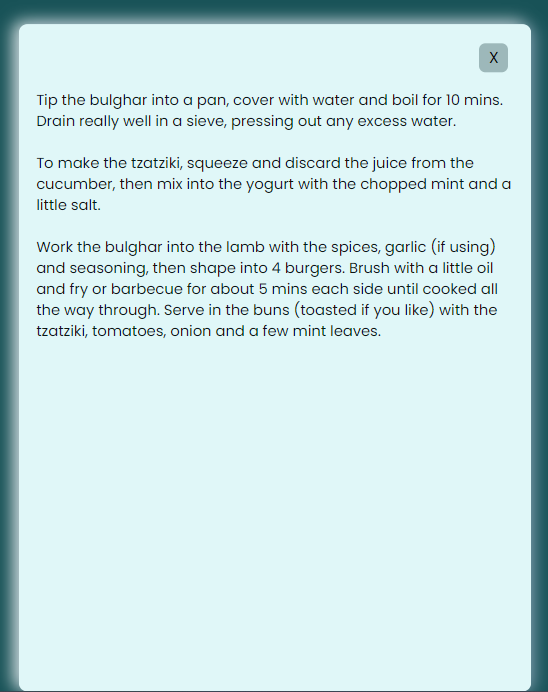 X
Tip the bulghar into a pan, cover with water and boil for 10 mins.
Drain really well in a sieve, pressing out any excess water.
To make the tzatziki, squeeze and discard the juice from the
cucumber, then mix into the yogurt with the chopped mint and a
little salt.
Work the bulghar into the lamb with the spices, garlic (if using)
and seasoning, then shape into 4 burgers. Brush with a little oil
and fry or barbecue for about 5 mins each side until cooked all
the way through. Serve in the buns (toasted if you like) with the
tzatziki, tomatoes, onion and a few mint leaves.